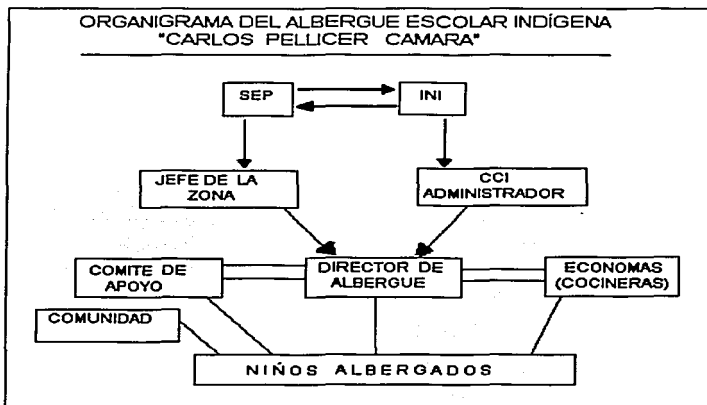 ORGANIGRAMA DEL ALBERGUE ESCOLAR INDÍGENA
"CARLOS PELLICER CAMARA"
SEP
INI
JEFE DE LA
ZONA
CCI
ADMINISTRADOR
COMITE DE
APOYO
DIRECTOR DE
ALBERGUE
ECONOMAS
(COCINERAS)
COMUNIDAD
NIÑOS ALBERGADOS